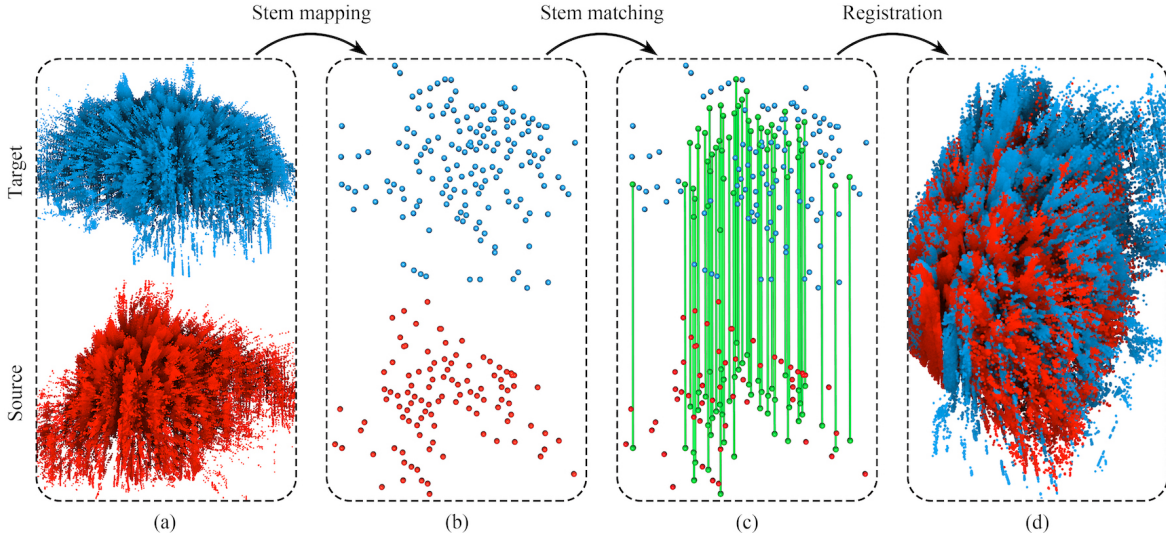 Stem mapping
Stem matching
Registration
Target
Source
(a)
(b)
(c)
(d)